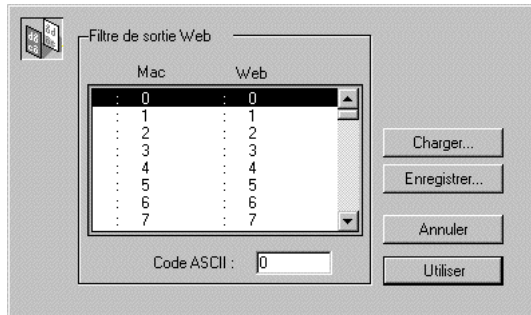 Filtre de sortie Web
Mac Web
: 0 : 0
: 1 : 1
: 2 : 2
: 3 : 3
: 4 : 4
: 5 : 5
: 6 : 6
: 7 : 7
Code ASCII : 0
Charger...
Enregistrer...
Annuler
Utiliser